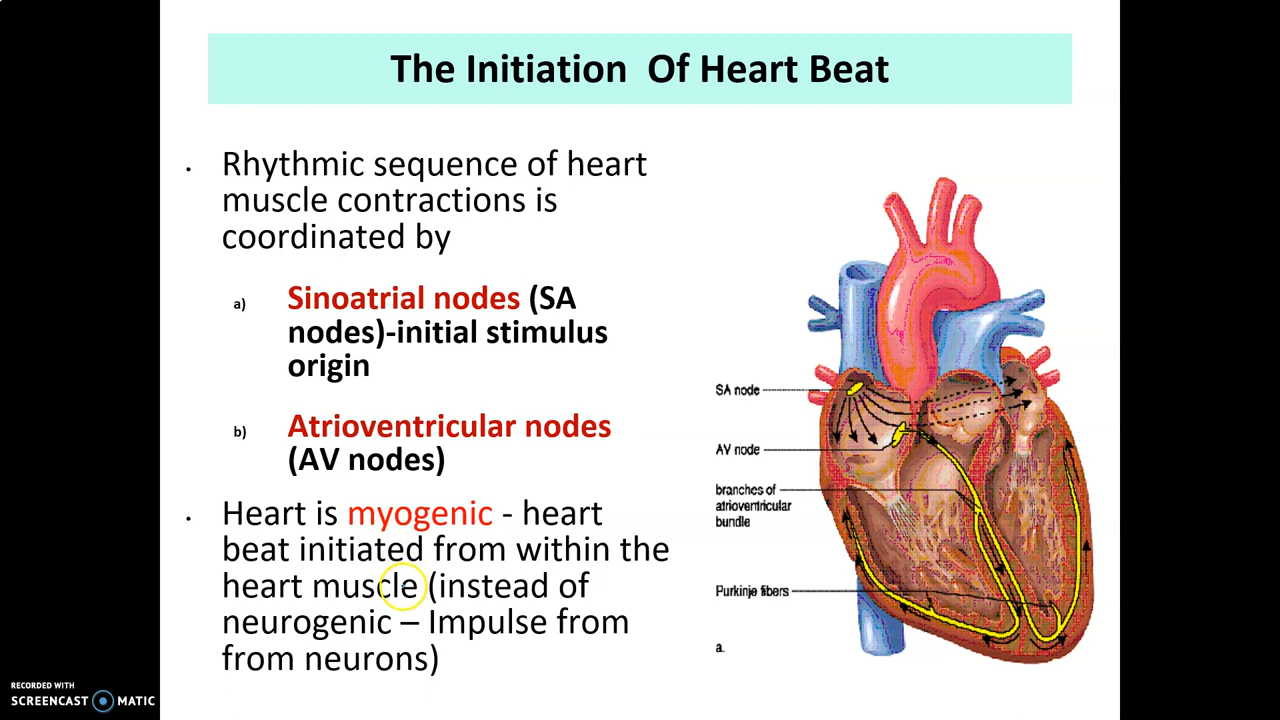 The Initiation Of Heart Beat
• Rhythmic sequence of heart
muscle contractions is
coordinated by
a) Sinoatrial nodes (SA
nodes)-initial stimulus
origin
b) Atrioventricular nodes
(AV nodes)
• Heart is myogenic - heart
beat initiated from within the
heart muscle (instead of
neurogenic – Impulse from
from neurons)
SA node
AV node
branches of
atrioventricular
bundle
Purkinje fibers
a.
RECORDED WITH
SCREENCAST MATIC